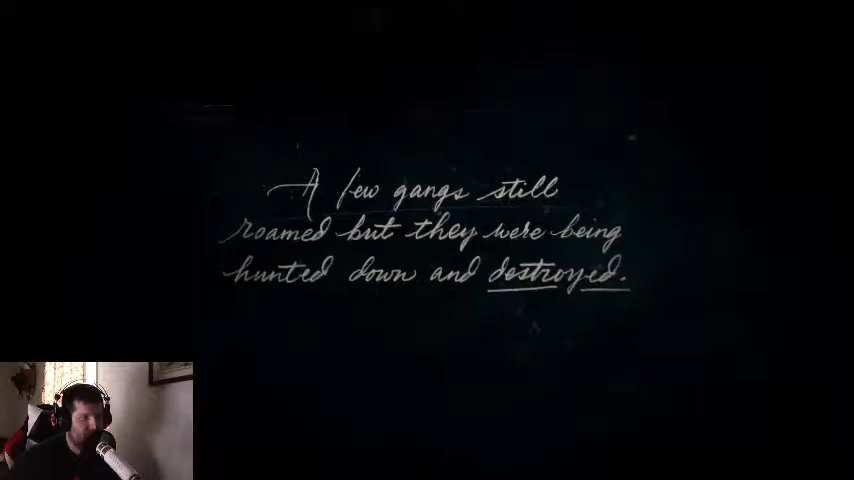 A few gangs still
roamed but they were being
hunted down and destroyed.